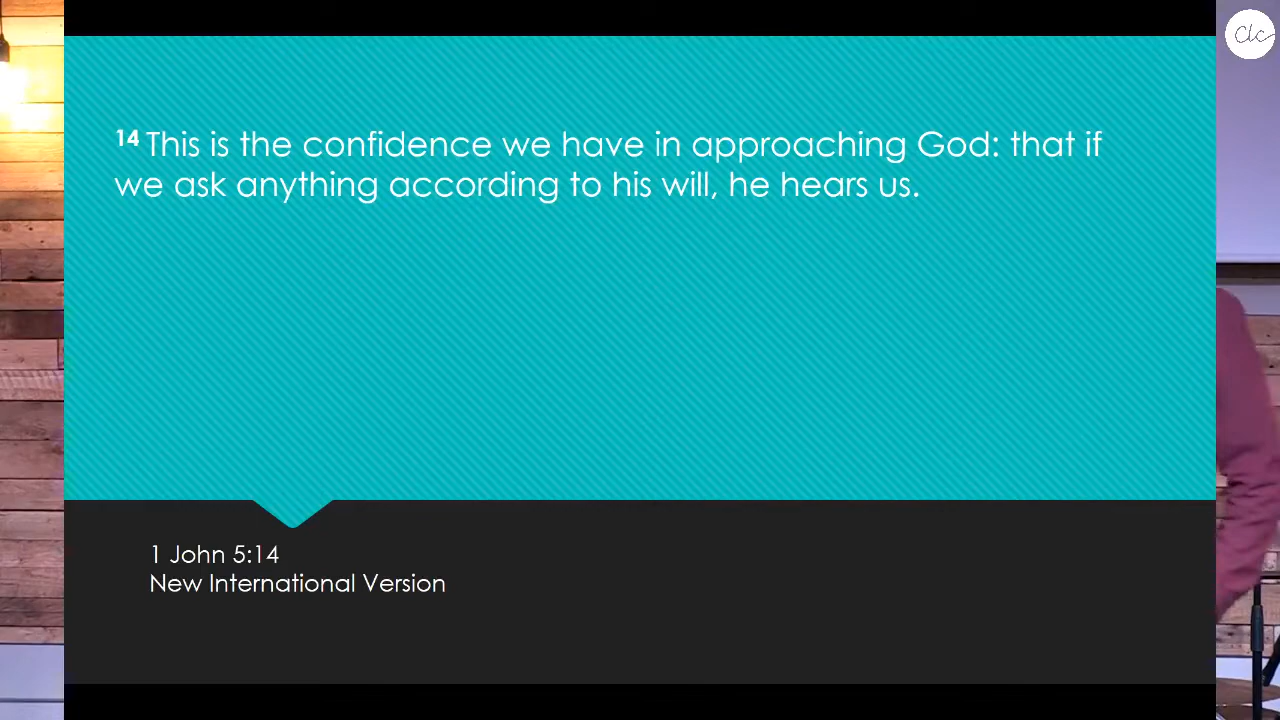 14 This is the confidence we have in approaching God: that if
we ask anything according to his will, he hears us.
1 John 5:14
New International Version
clc